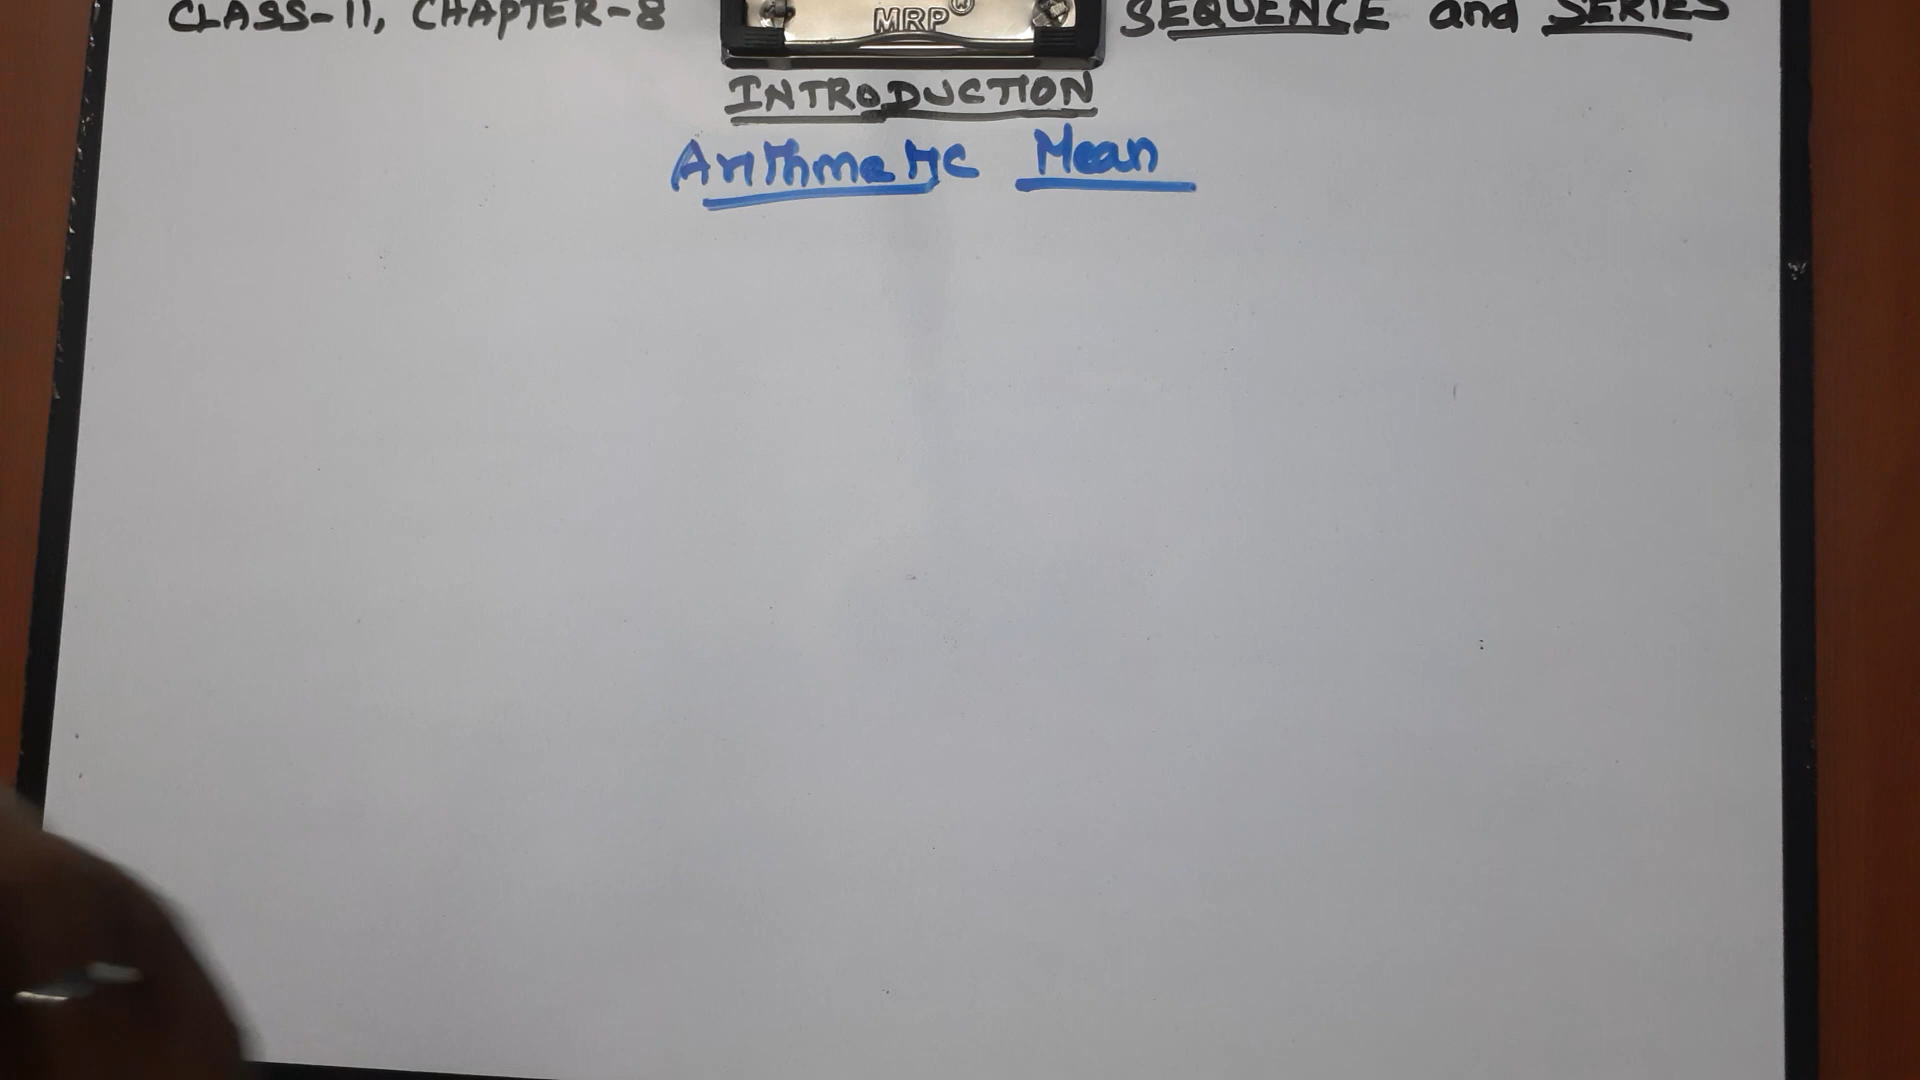 CLASS-11, CHAPTER-8
MRP
SEQUENCE and SERIES
INTRODUCTION
Arithmetic Mean